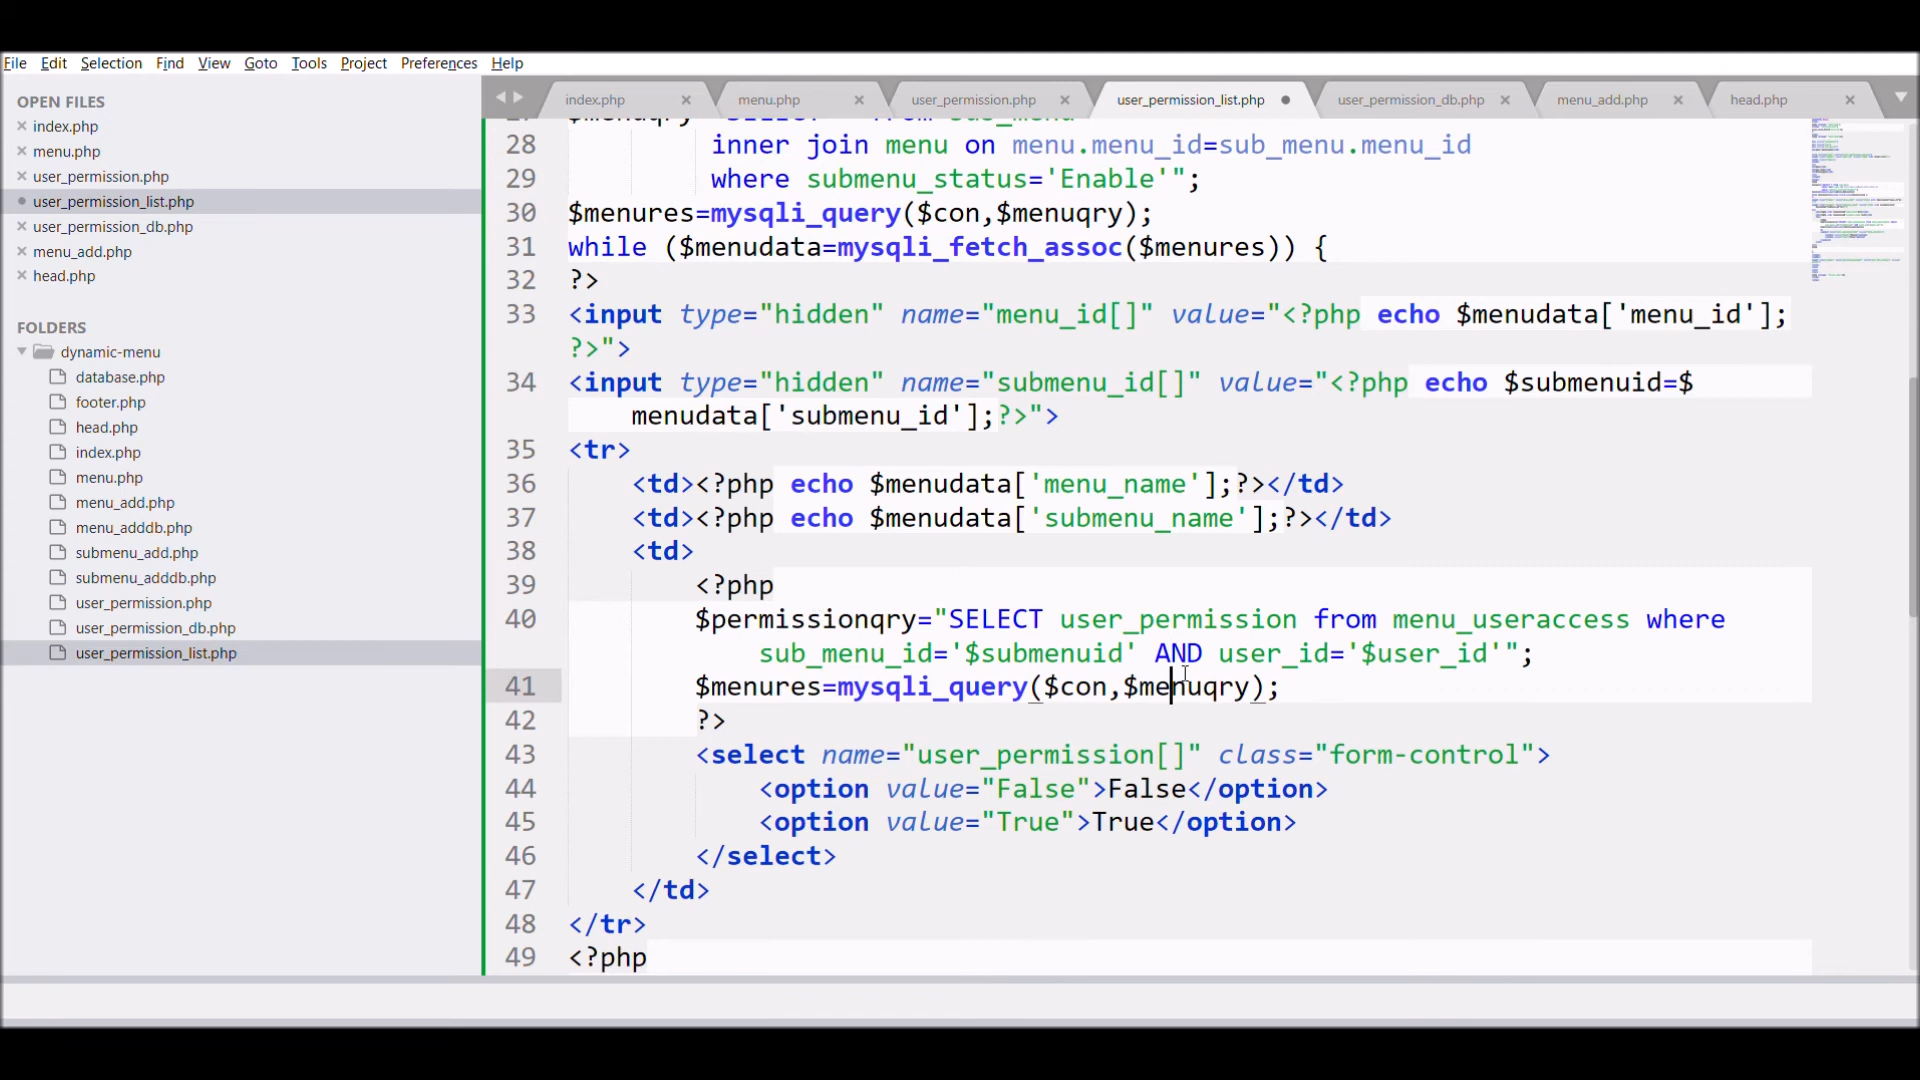 File Edit Selection Find View Goto Tools Project Preferences Help
OPEN FILES
index.php
menu.php
user_permission.php
user_permission_list.php
user_permission_db.php
menu_add.php
head.php
FOLDERS
dynamic-menu
database.php
footer.php
head.php
index.php
menu.php
menu_add.php
menu_adddb.php
submenu_add.php
submenu_adddb.php
user_permission.php
user_permission_db.php
user_permission_list.php
index.php menu.php user_permission.php user_permission_list.php user_permission_db.php menu_add.php head.php
28 inner join menu on menu.menu_id=sub_menu.menu_id
29 where submenu_status='Enable'";
30 $menures=mysqli_query($con,$menuqry);
31 while ($menudata=mysqli_fetch_assoc($menures)) {
32 ?>
33 <input type="hidden" name="menu_id[]" value="<?php echo $menudata['menu_id'];
?>">
34 <input type="hidden" name="submenu_id[]" value="<?php echo $submenuid=$
menudata['submenu_id'];?>">
35 <tr>
36 <td><?php echo $menudata['menu_name'];?></td>
37 <td><?php echo $menudata['submenu_name'];?></td>
38 <td>
39 <?php
40 $permissionqry="SELECT user_permission from menu_useraccess where
sub_menu_id='$submenuid' AND user_id='$user_id'";
41 $menures=mysqli_query($con,$menuqry);
42 ?>
43 <select name="user_permission[]" class="form-control">
44 <option value="False">False</option>
45 <option value="True">True</option>
46 </select>
47 </td>
48 </tr>
49 <?php